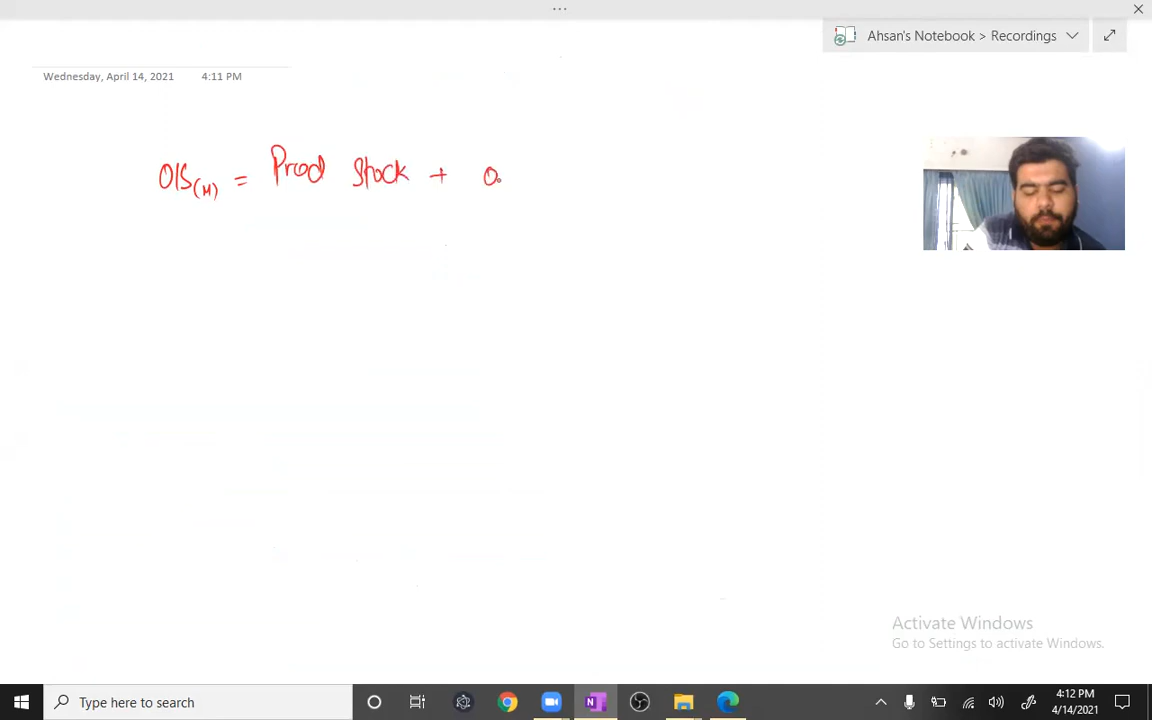 Ahsan's Notebook > Recordings
Wednesday, April 14, 2021 4:11 PM
OIS(M) = Prod Stock + 0.
Activate Windows
Go to Settings to activate Windows.
Type here to search
4:12 PM
4/14/2021